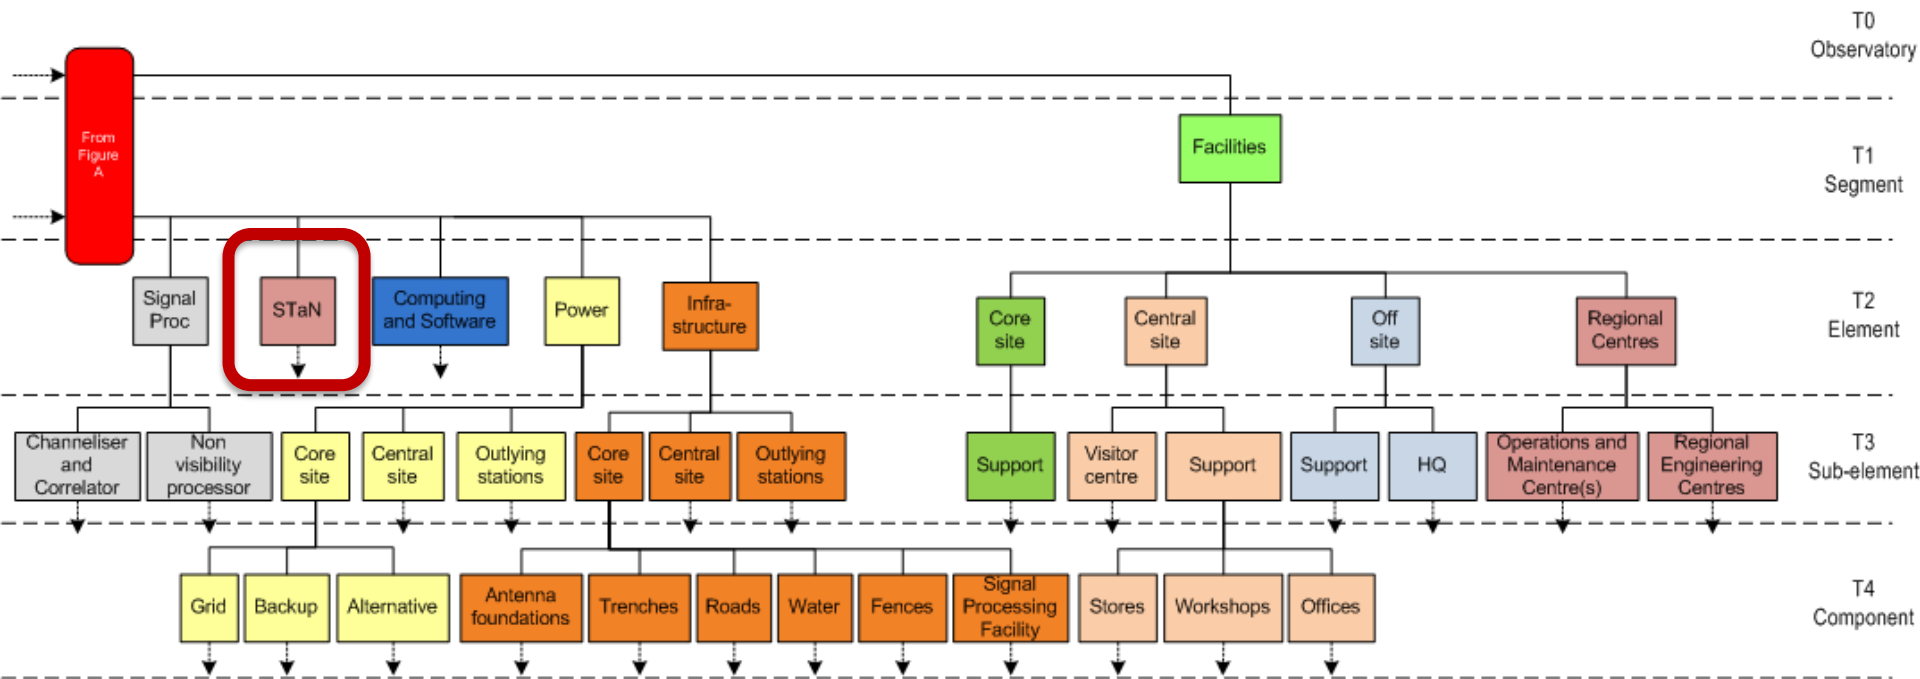 T0
Observatory
From
Figure
A
Facilities
T1
Segment
Signal
Proc
STaN
Computing
and Software
Power
Infra-
structure
Core
site
Central
site
Off
site
Regional
Centres
T2
Element
Channeliser
and
Correlator
Non
visibility
processor
Core
site
Central
site
Outlying
stations
Core
site
Central
site
Outlying
stations
Support
Visitor
centre
Support
Support
HQ
Operations and
Maintenance
Centre(s)
Regional
Engineering
Centres
T3
Sub-element
Grid
Backup
Alternative
Antenna
foundations
Trenches
Roads
Water
Fences
Signal
Processing
Facility
Stores
Workshops
Offices
T4
Component